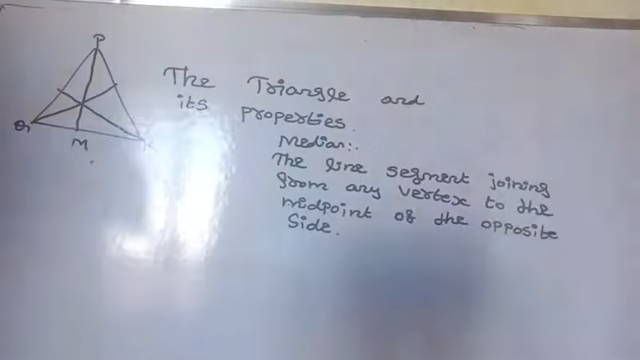 P
Q
M
R
The Triangle and
its properties.
Median:.
The line segment joining
from any vertex to the
midpoint of the opposite
Side.